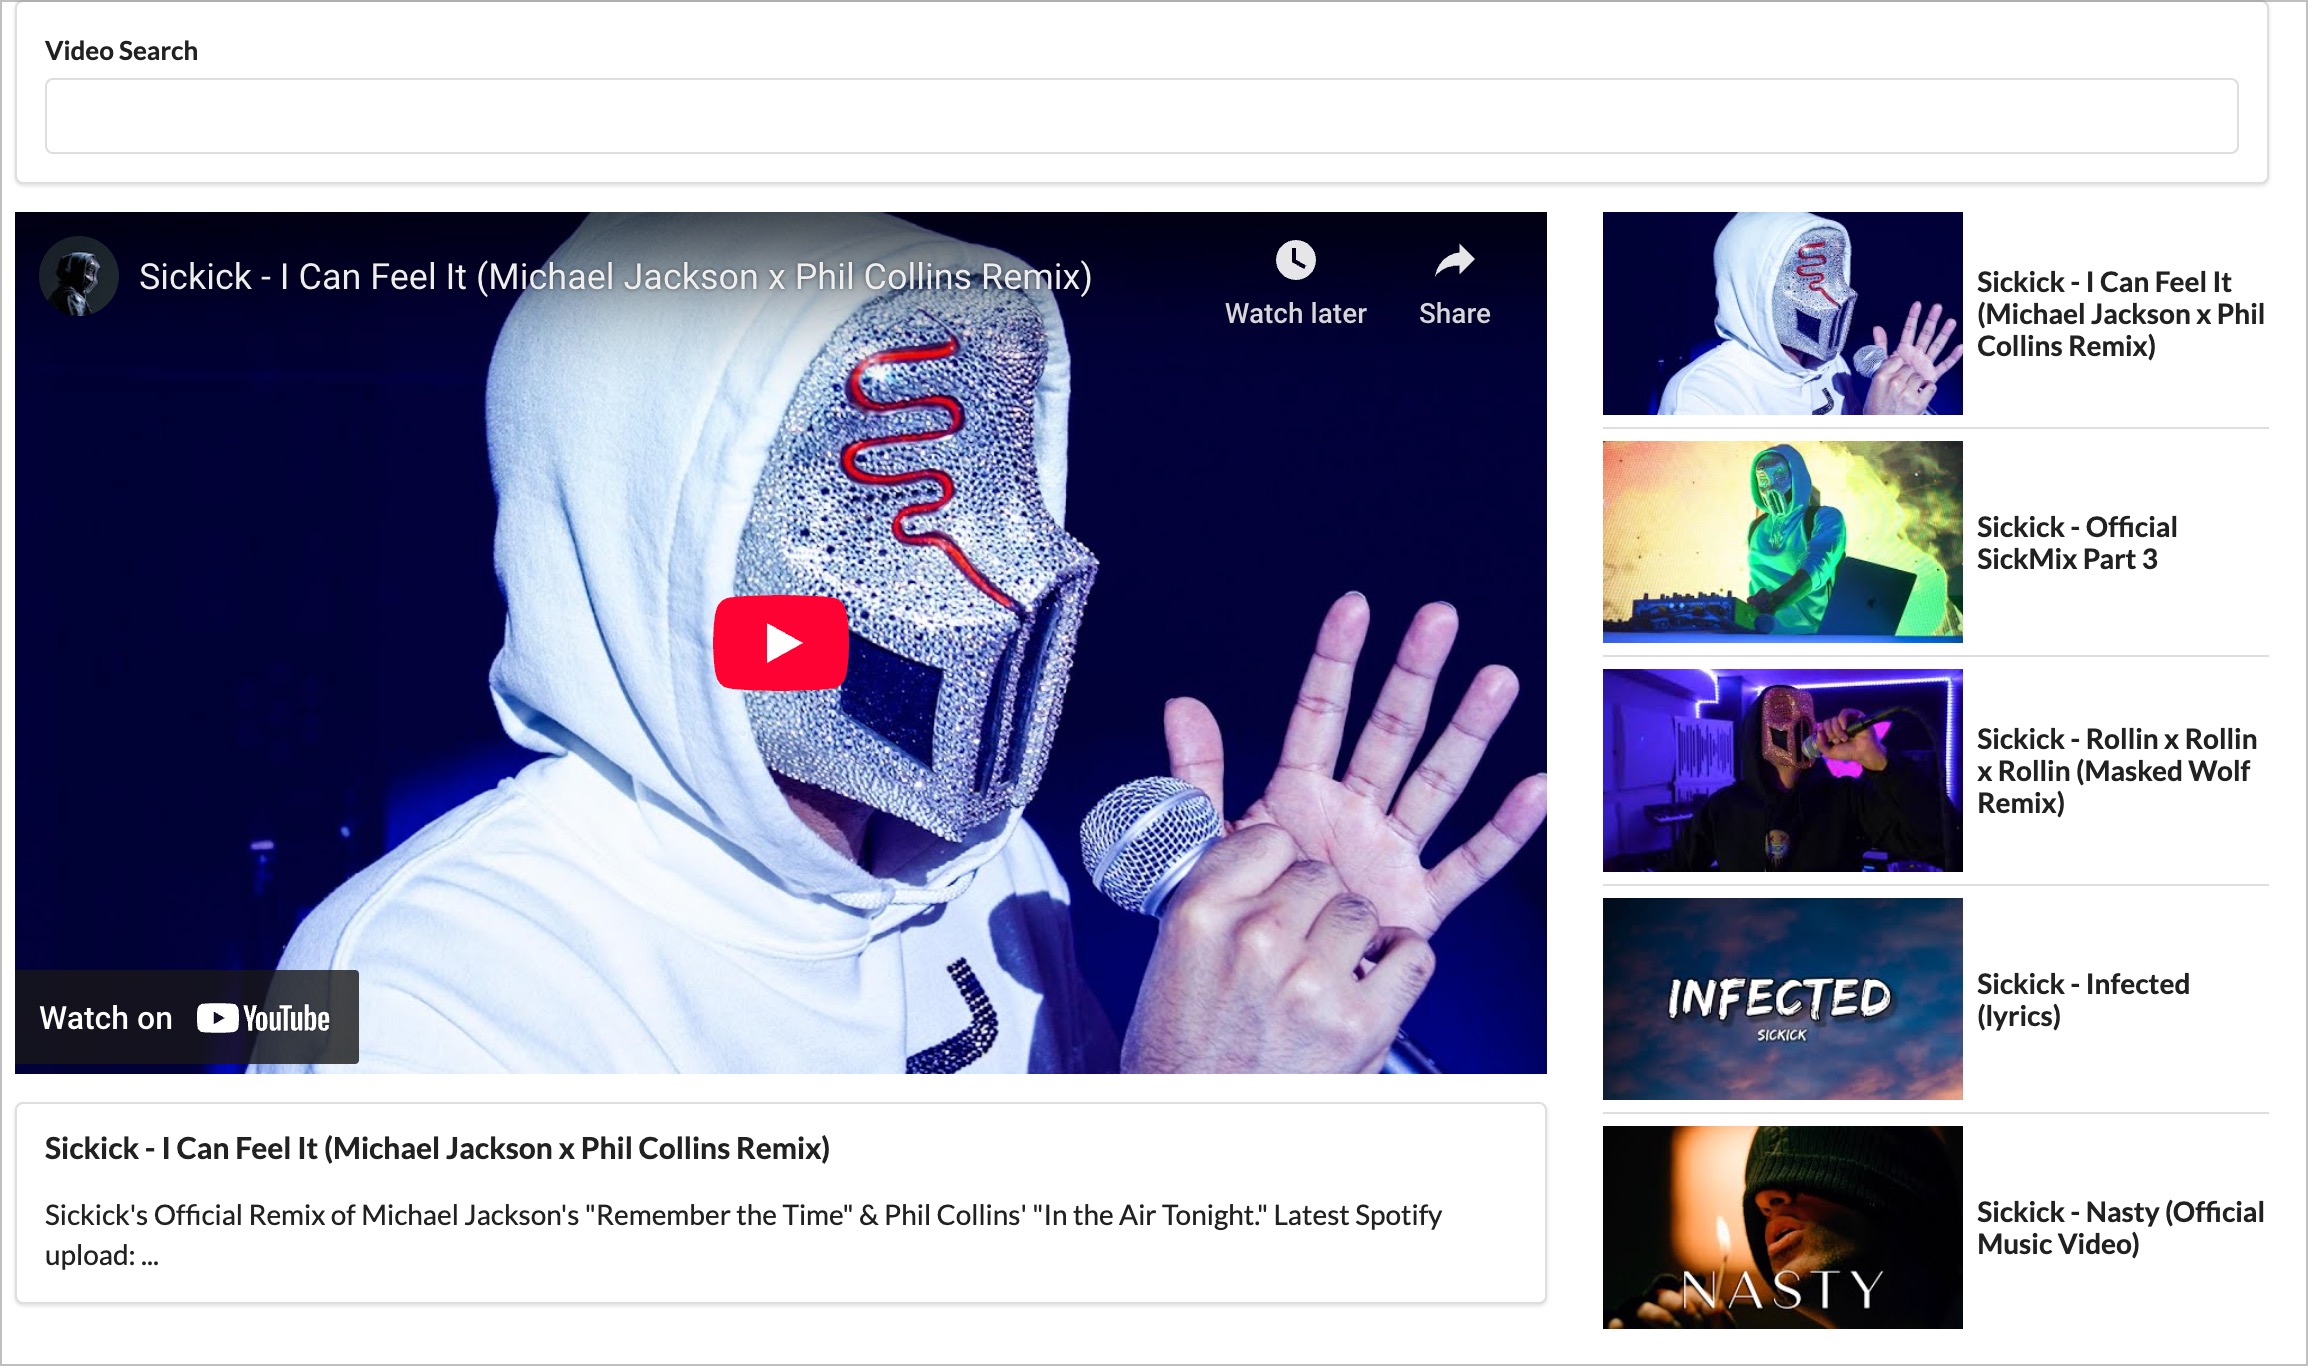 Video Search
Sickick - I Can Feel It (Michael Jackson x Phil Collins Remix)
Watch later
Share
Watch on YouTube
Sickick - I Can Feel It (Michael Jackson x Phil Collins Remix)
Sickick's Official Remix of Michael Jackson's "Remember the Time" & Phil Collins' "In the Air Tonight." Latest Spotify
upload: ...
Sickick - I Can Feel It
(Michael Jackson x Phil
Collins Remix)
Sickick - Official
SickMix Part 3
Sickick - Rollin x Rollin
x Rollin (Masked Wolf
Remix)
INFECTED
SICKICK
Sickick - Infected
(lyrics)
NASTY
Sickick - Nasty (Official
Music Video)